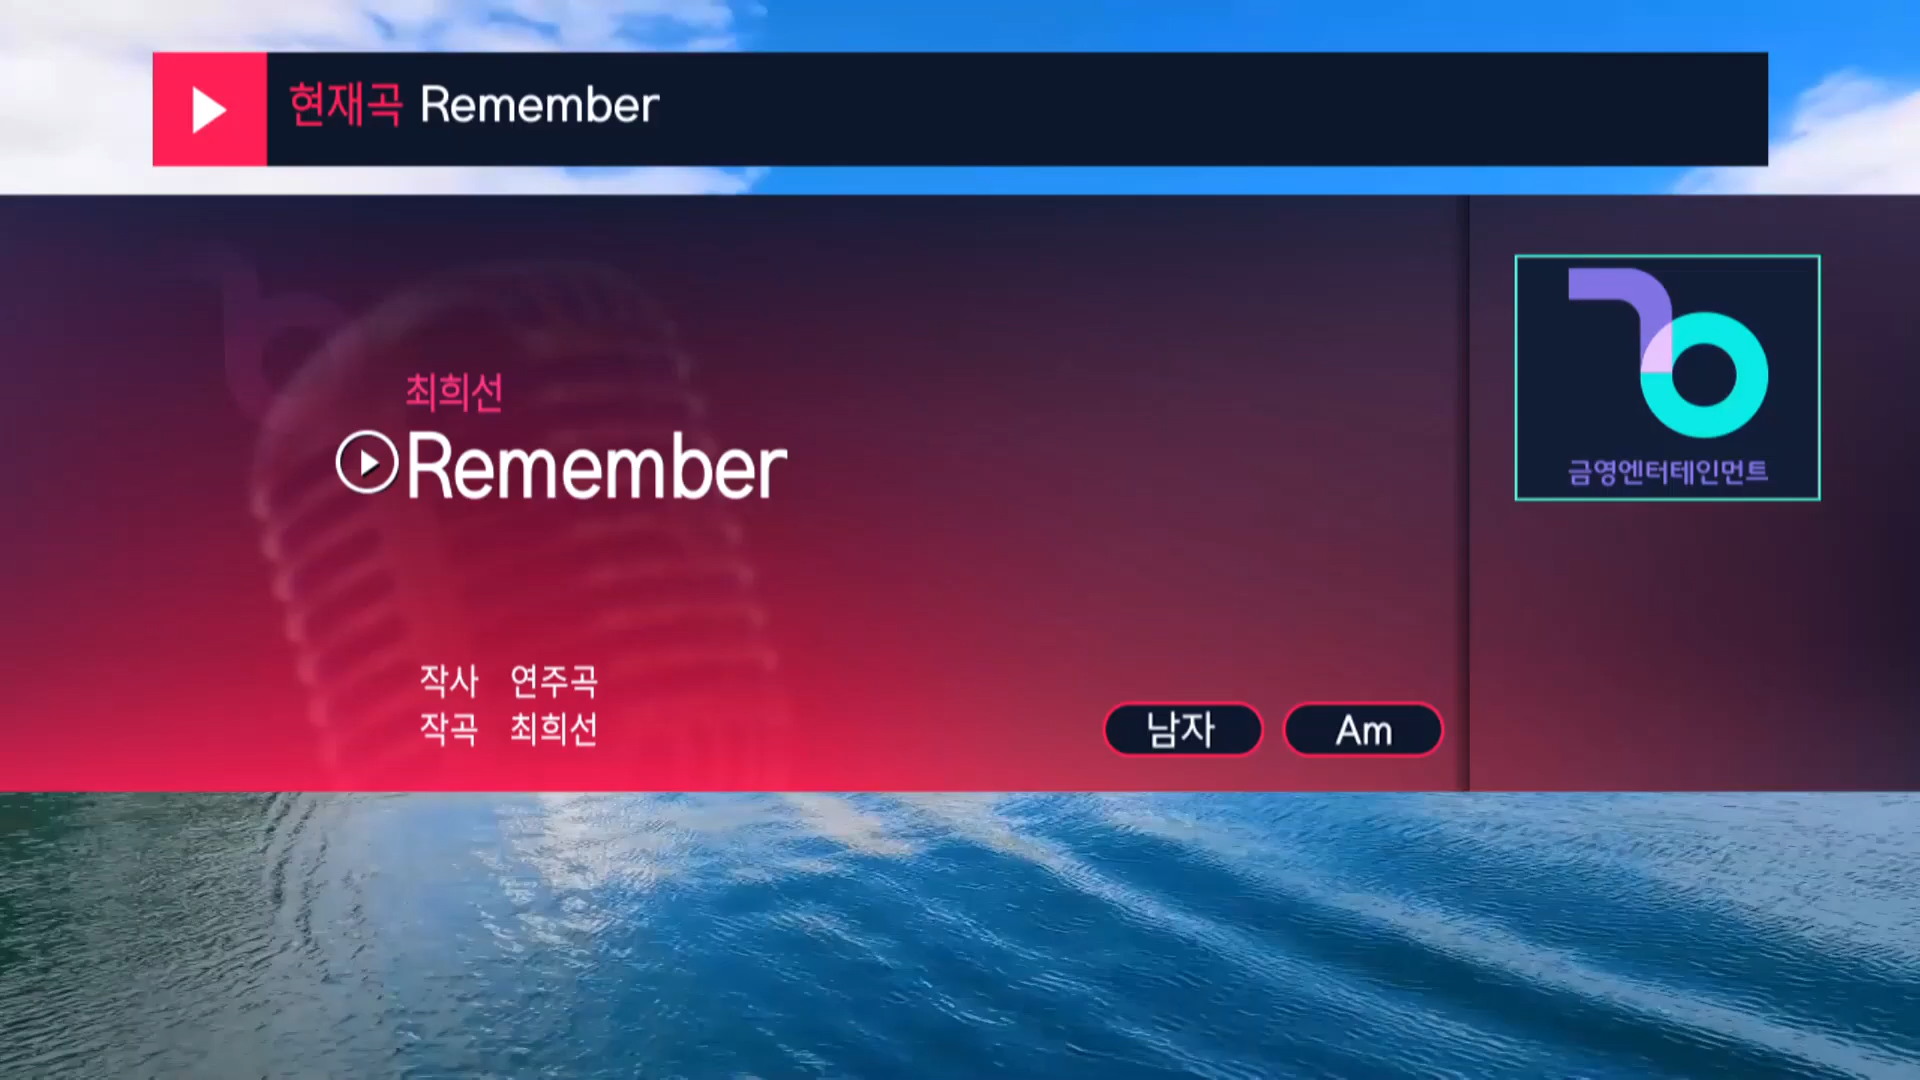 현재곡 Remember
최희선
Remember
금영엔터테인먼트
작사 연주곡
작곡 최희선
남자 Am